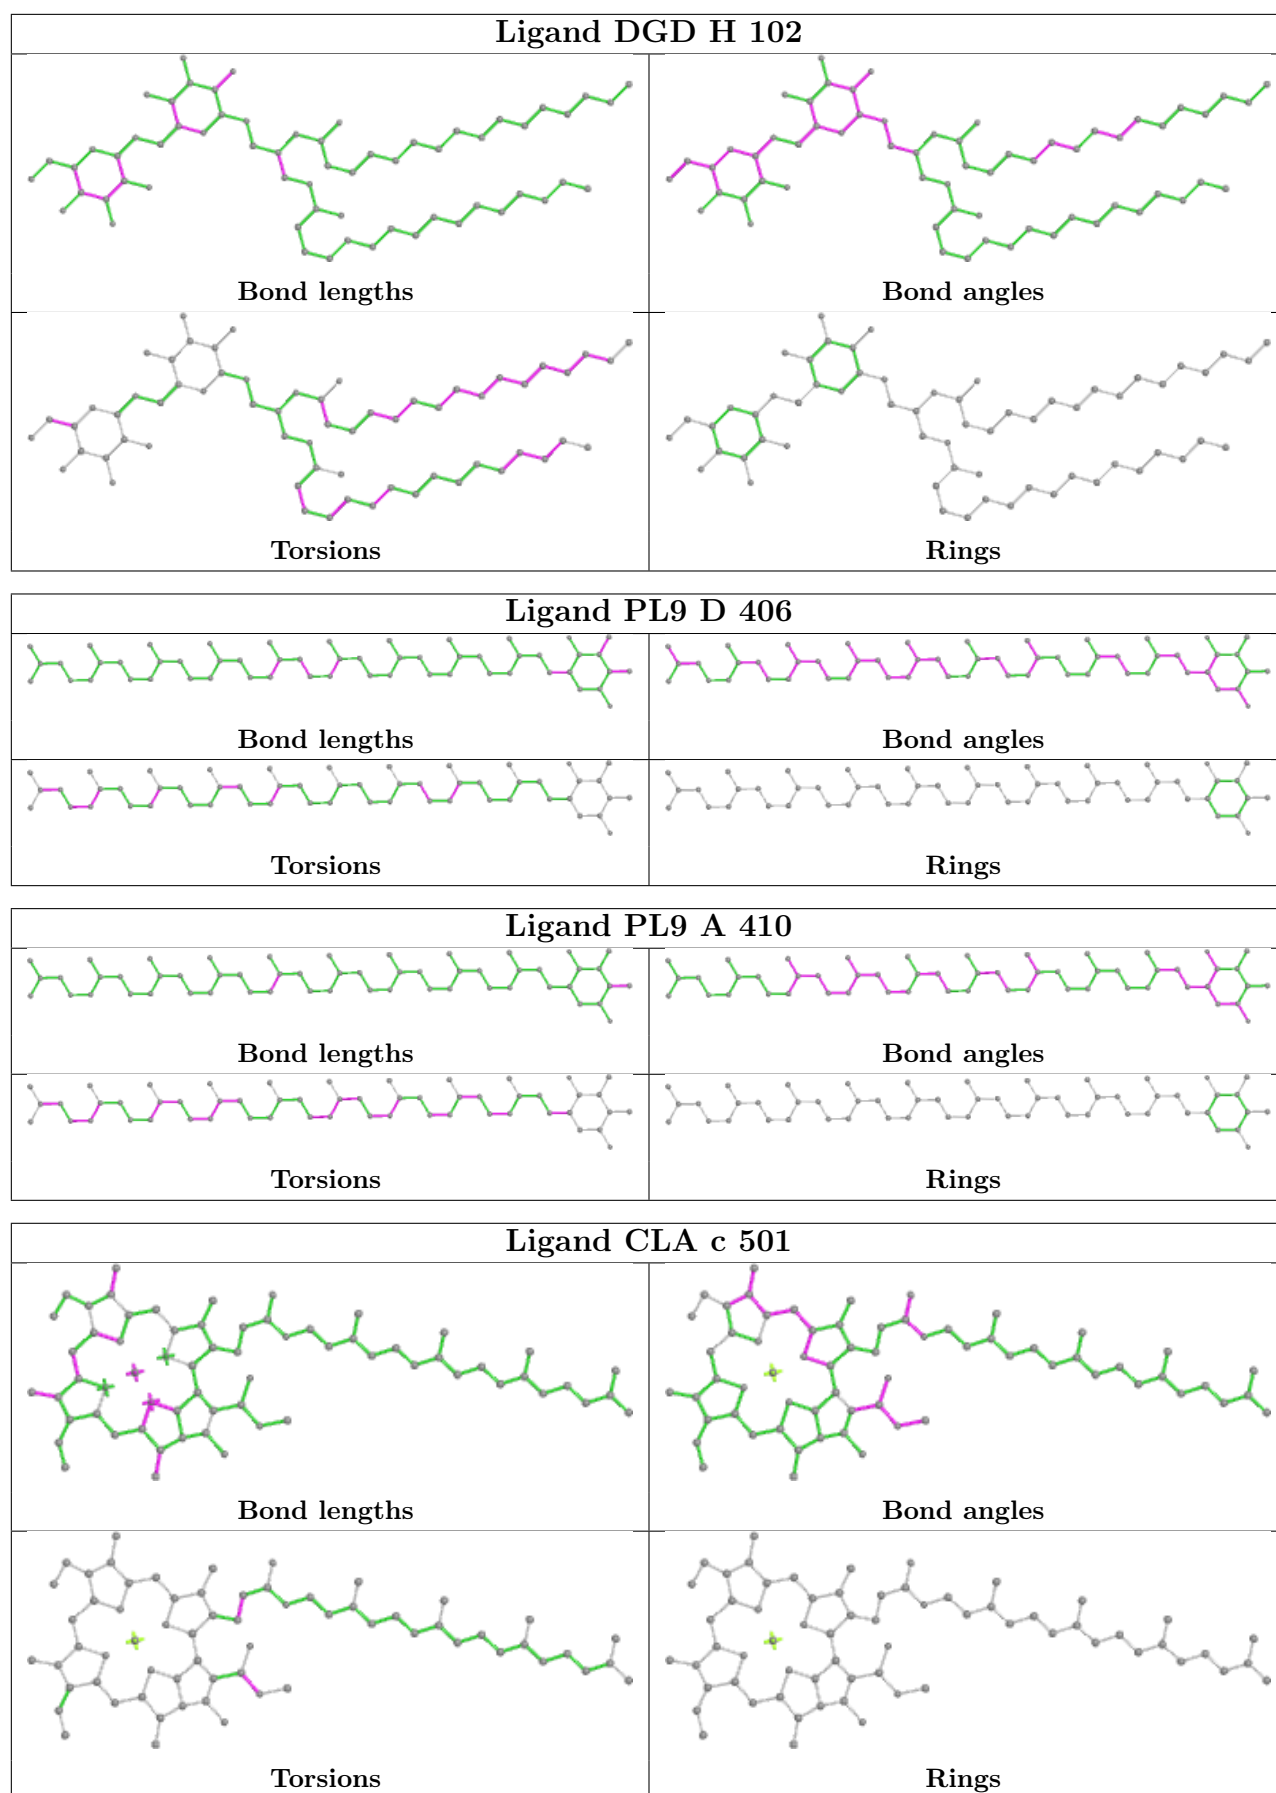 Ligand DGD H 102
Bond lengths
Bond angles
Torsions
Rings
Ligand PL9 D 406
Bond lengths
Bond angles
Torsions
Rings
Ligand PL9 A 410
Bond lengths
Bond angles
Torsions
Rings
Ligand CLA c 501
Bond lengths
Bond angles
Torsions
Rings